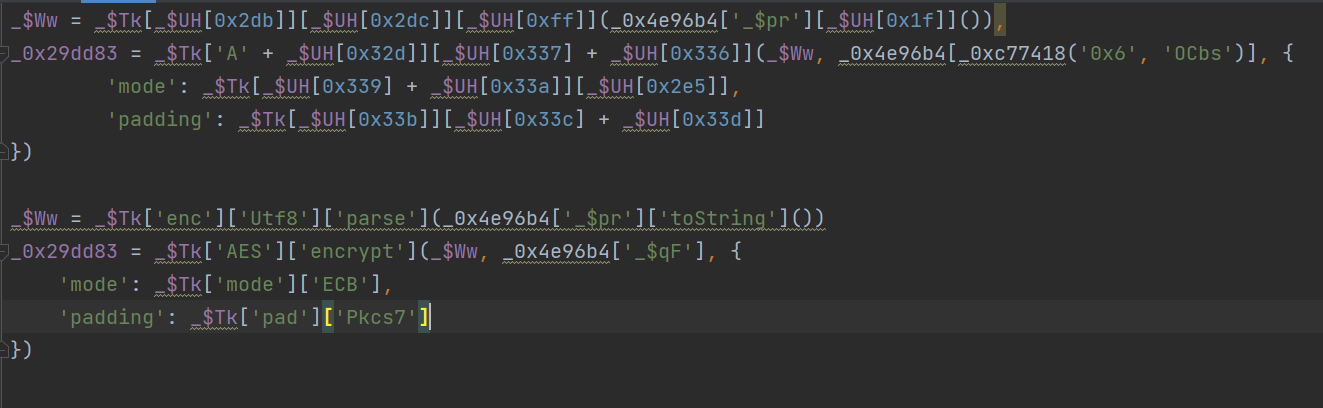 _$Ww = _$Tk[_$UH[0x2db]][_$UH[0x2dc]][_$UH[0xff]](_0x4e96b4['_$pr'][_$UH[0x1f]]()),
_0x29dd83 = _$Tk['A' + _$UH[0x32d]][_$UH[0x337] + _$UH[0x336]](_$Ww, _0x4e96b4[_0xc77418('0x6', 'OCbs')], {
'mode': _$Tk[_$UH[0x339] + _$UH[0x33a]][_$UH[0x2e5]],
'padding': _$Tk[_$UH[0x33b]][_$UH[0x33c] + _$UH[0x33d]]
})
_$Ww = _$Tk['enc']['Utf8']['parse'](_0x4e96b4['_$pr']['toString']())
_0x29dd83 = _$Tk['AES']['encrypt'](_$Ww, _0x4e96b4['_$qF'], {
'mode': _$Tk['mode']['ECB'],
'padding': _$Tk['pad']['Pkcs7']
})